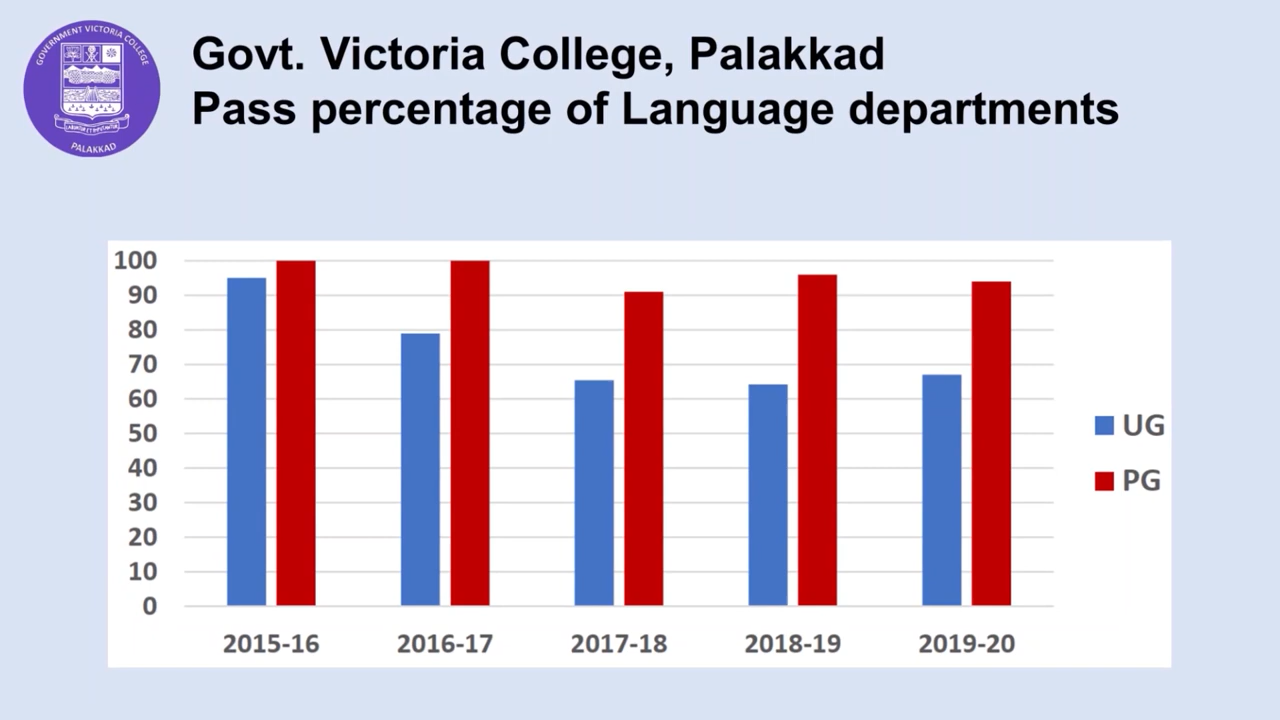 GOVERNMENT VICTORIA COLLEGE
PALAKKAD
Govt. Victoria College, Palakkad
Pass percentage of Language departments
100
90
80
70
60
50
40
30
20
10
0
2015-16
2016-17
2017-18
2018-19
2019-20
UG
PG